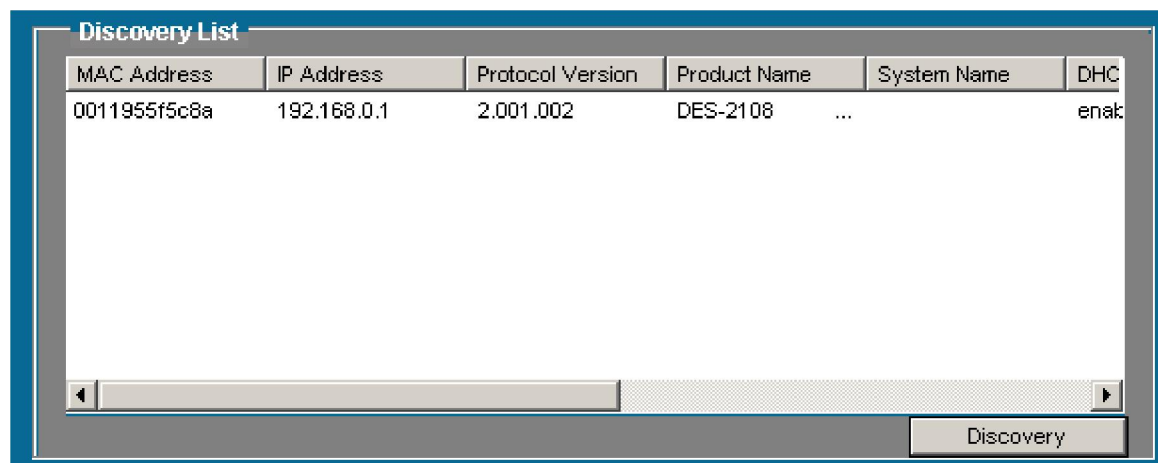 Discovery List
MAC Address IP Address Protocol Version Product Name System Name DHC
0011955f5c8a 192.168.0.1 2.001.002 DES-2108 ... enab
Discovery